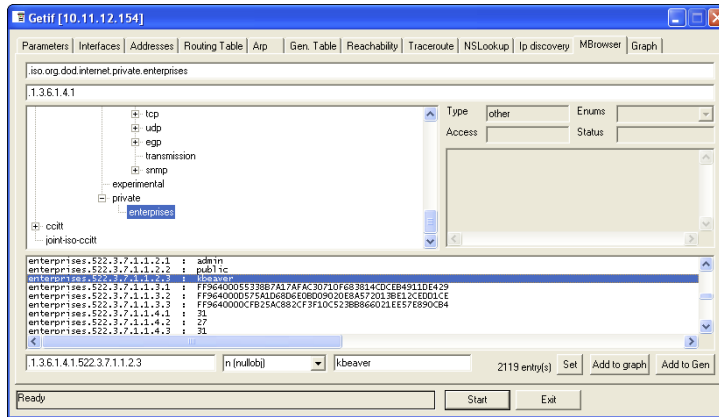 Getif [10.11.12.154]
Parameters Interfaces Addresses Routing Table Arp Gen. Table Reachability Traceroute NSLookup Ip discovery MBrowser Graph
.iso.org.dod.internet.private.enterprises
.1.3.6.1.4.1
tcp
udp
egp
transmission
snmp
experimental
private
enterprises
ccitt
joint-iso-ccitt
Type other Enums
Access Status
enterprises.522.3.7.1.1.2.1 : admin
enterprises.522.3.7.1.1.2.2 : public
enterprises.522.3.7.1.1.2.3 : kbeaver
enterprises.522.3.7.1.1.3.1 : FF96400055338B7A17AFAC30710F683814CDCEB4911DE429
enterprises.522.3.7.1.1.3.2 : FF964000D575A1D68D6E0BD09020E8A572013BE12CEDD1CE
enterprises.522.3.7.1.1.3.3 : FF964000CFB25AC882CF3F10C523BB866021EE57E890CB4
enterprises.522.3.7.1.1.4.1 : 31
enterprises.522.3.7.1.1.4.2 : 27
enterprises.522.3.7.1.1.4.3 : 31
.1.3.6.1.4.1.522.3.7.1.1.2.3 n (nullobj) kbeaver 2119 entry(s) Set Add to graph Add to Gen
Ready Start Exit